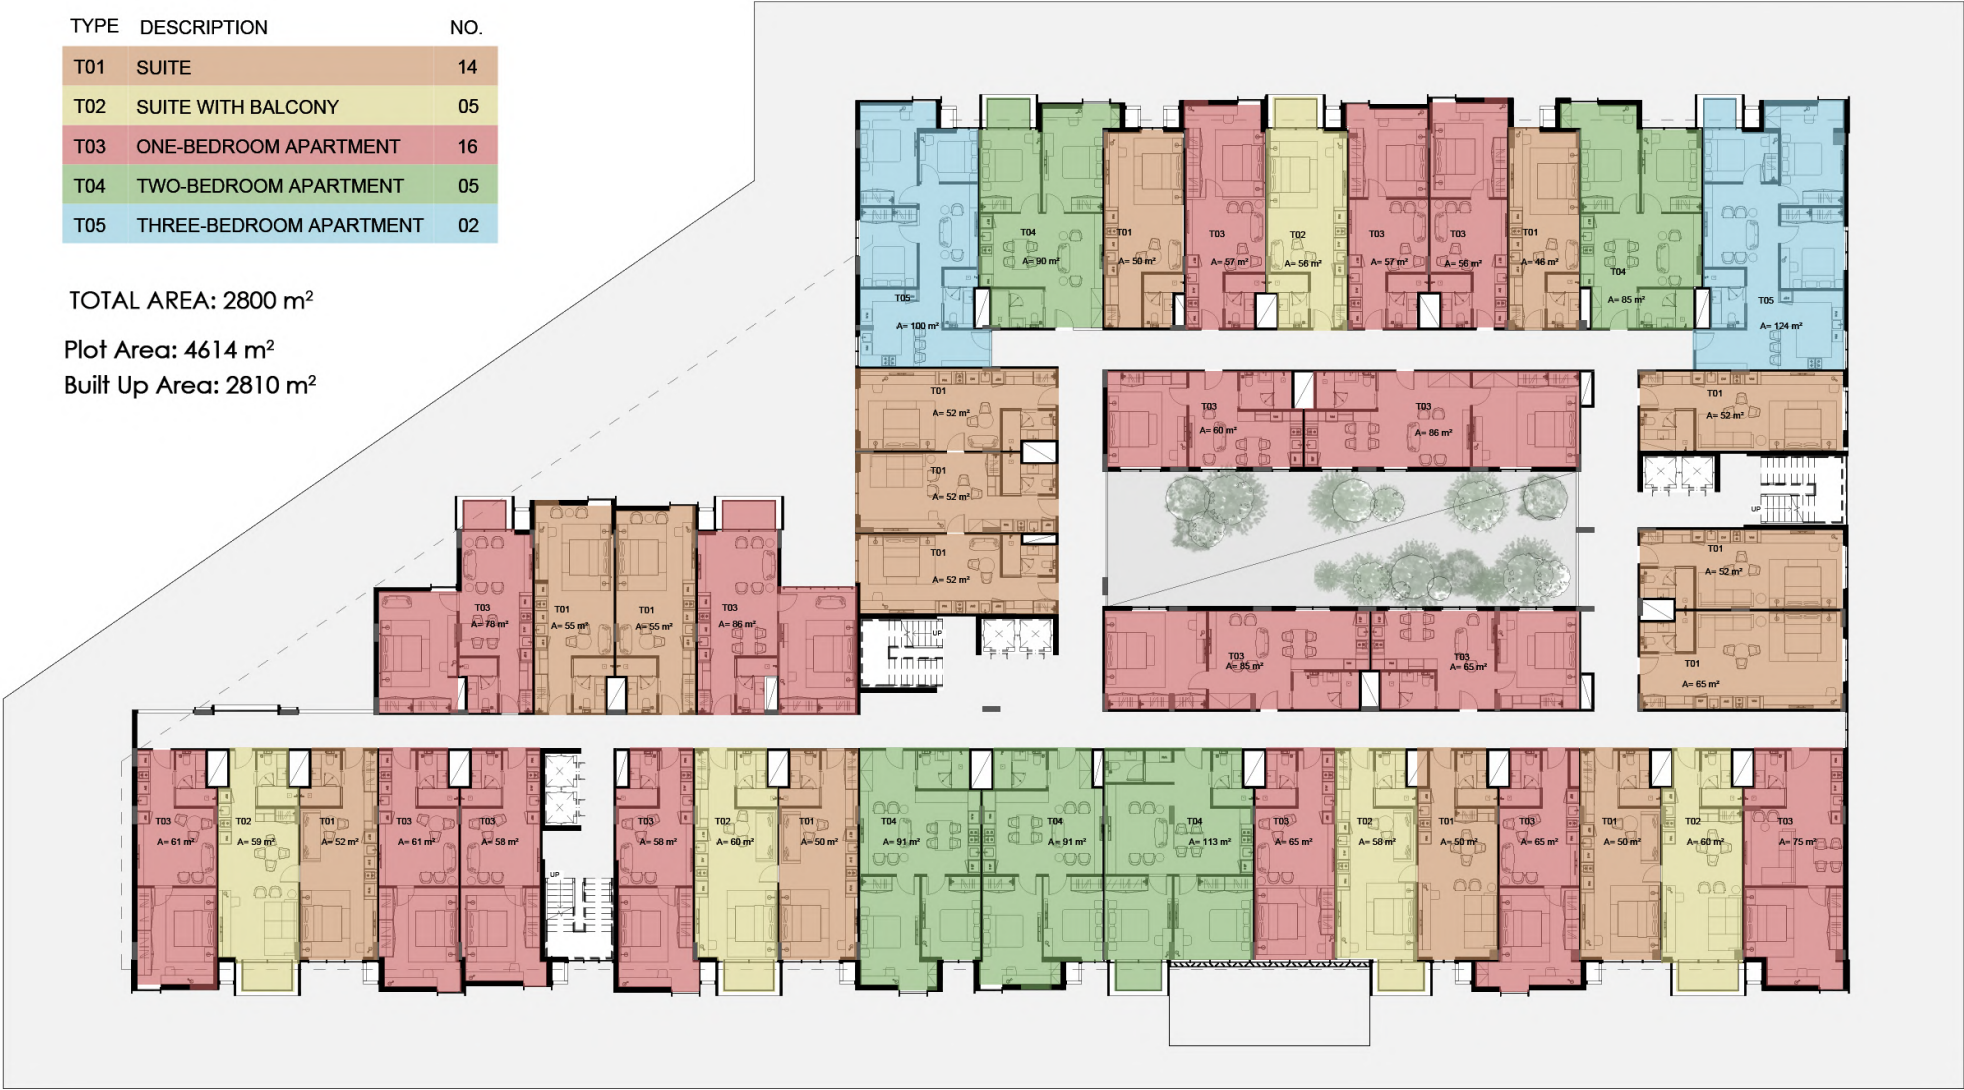 TYPE DESCRIPTION NO.
T01 SUITE 14
T02 SUITE WITH BALCONY 05
T03 ONE-BEDROOM APARTMENT 16
T04 TWO-BEDROOM APARTMENT 05
T05 THREE-BEDROOM APARTMENT 02
TOTAL AREA: 2800 m²
Plot Area: 4614 m²
Built Up Area: 2810 m²
T05
A= 100 m²
T04
A= 90 m²
T01
A= 50 m²
T03
A= 57 m²
T02
A= 56 m²
T03
A= 57 m²
T03
A= 56 m²
T01
A= 46 m²
T04
A= 85 m²
T05
A= 124 m²
T01
A= 52 m²
T01
A= 52 m²
T01
A= 52 m²
T03
A= 60 m²
T03
A= 86 m²
T01
A= 52 m²
UP
T01
A= 52 m²
T01
A= 65 m²
T03
A= 78 m²
T01
A= 55 m²
T01
A= 55 m²
T03
A= 86 m²
UP
T03
A= 85 m²
T03
A= 65 m²
T03
A= 61 m²
T02
A= 59 m²
T01
A= 52 m²
T03
A= 61 m²
T03
A= 58 m²
UP
T03
A= 58 m²
T02
A= 60 m²
T01
A= 50 m²
T04
A= 91 m²
T04
A= 91 m²
T04
A= 113 m²
T03
A= 65 m²
T02
A= 58 m²
T01
A= 50 m²
T03
A= 65 m²
T01
A= 50 m²
T02
A= 60 m²
T03
A= 75 m²